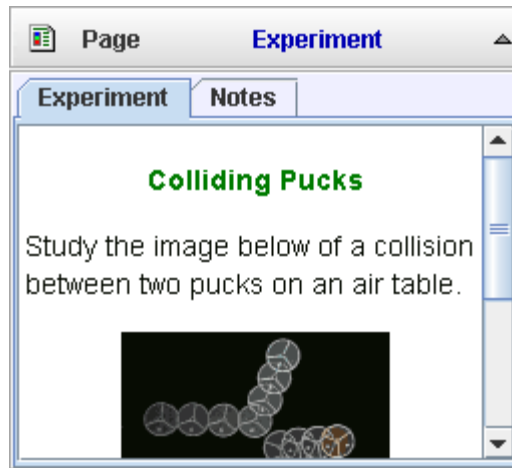 Page Experiment
Experiment Notes
Colliding Pucks
Study the image below of a collision
between two pucks on an air table.